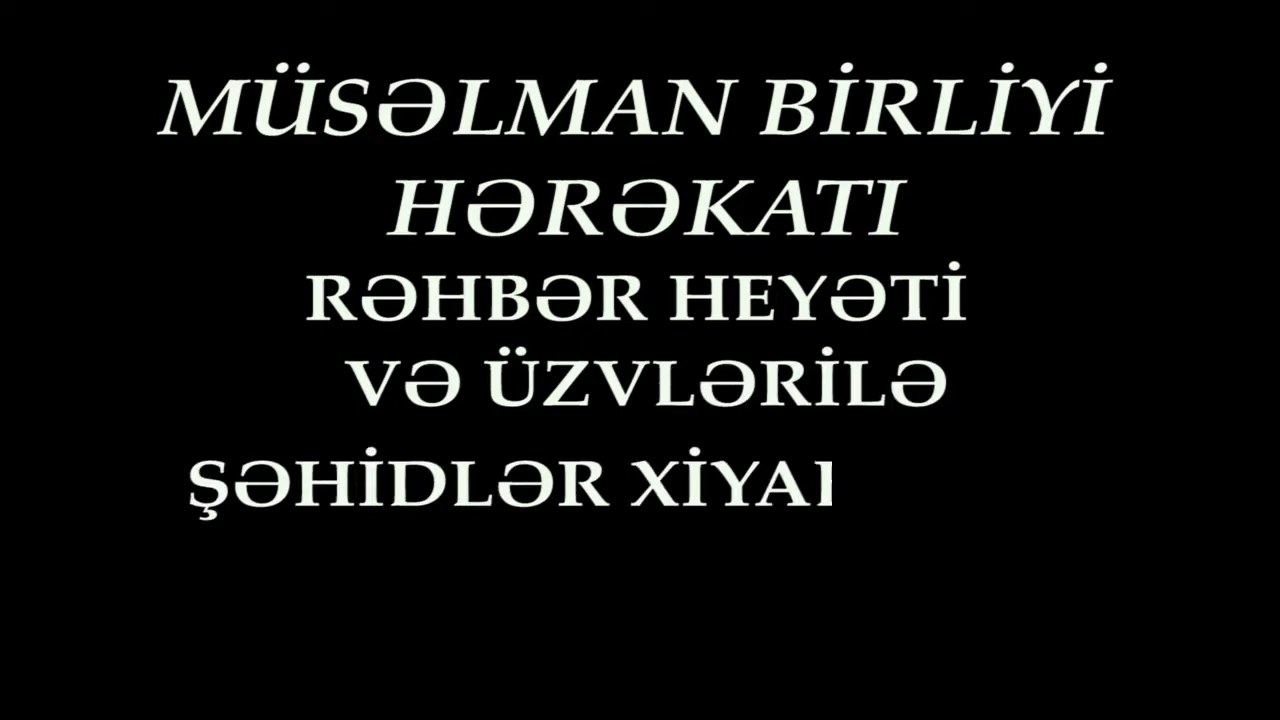 MÜSƏLMAN BİRLİYİ
HƏRƏKATI
RƏHBƏR HEYƏTİ
VƏ ÜZVLƏRİLƏ
ŞƏHİDLƏR